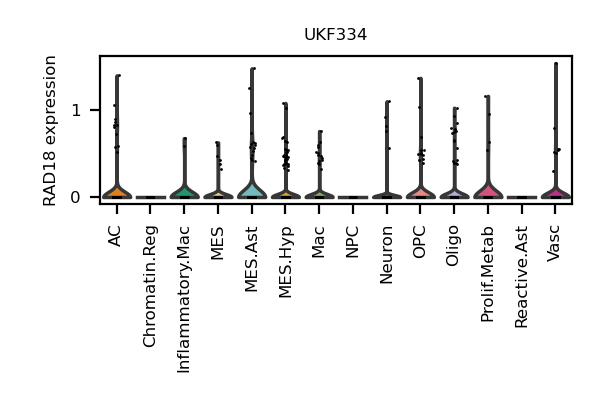 UKF334
RAD18 expression
1
0
AC
Chromatin.Reg
Inflammatory.Mac
MES
MES.Ast
MES.Hyp
Mac
NPC
Neuron
OPC
Oligo
Prolif.Metab
Reactive.Ast
Vasc